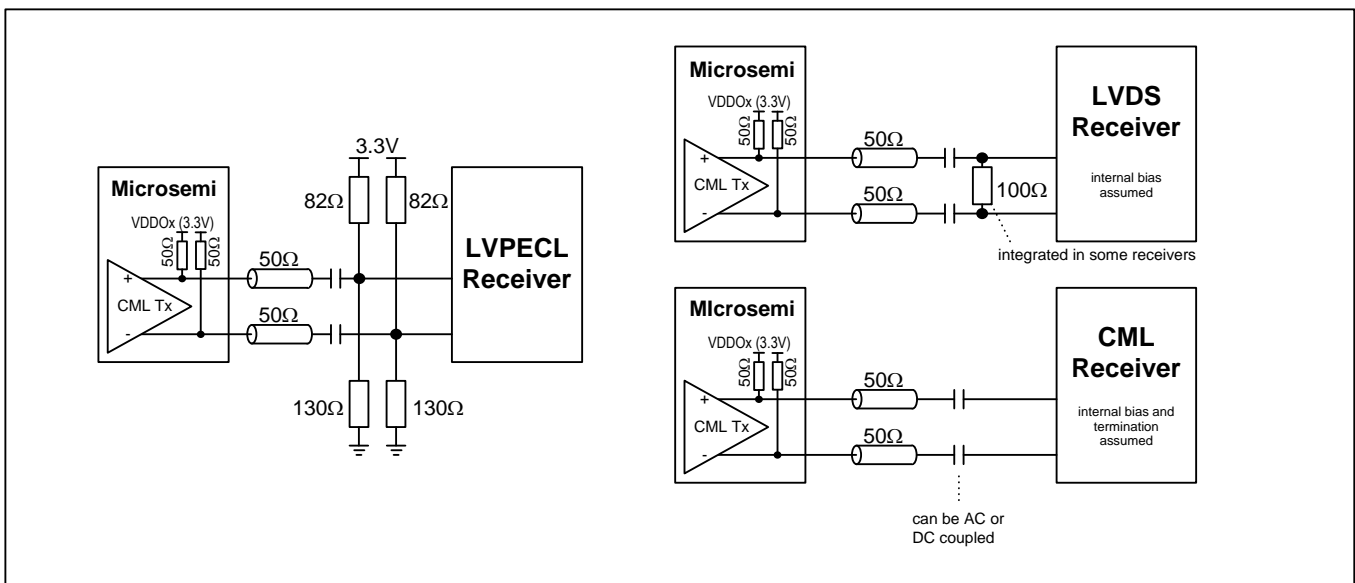 Microsemi
VDDOx (3.3V)
50Ω
50Ω
+
CML Tx
-
50Ω
50Ω
3.3V
82Ω
82Ω
130Ω
130Ω
LVPECL
Receiver
Microsemi
VDDOx (3.3V)
50Ω
50Ω
+
CML Tx
-
50Ω
50Ω
100Ω
integrated in some receivers
LVDS
Receiver
internal bias
assumed
MIcrosemi
VDDOx (3.3V)
50Ω
50Ω
+
CML Tx
-
50Ω
50Ω
can be AC or
DC coupled
CML
Receiver
internal bias and
termination
assumed